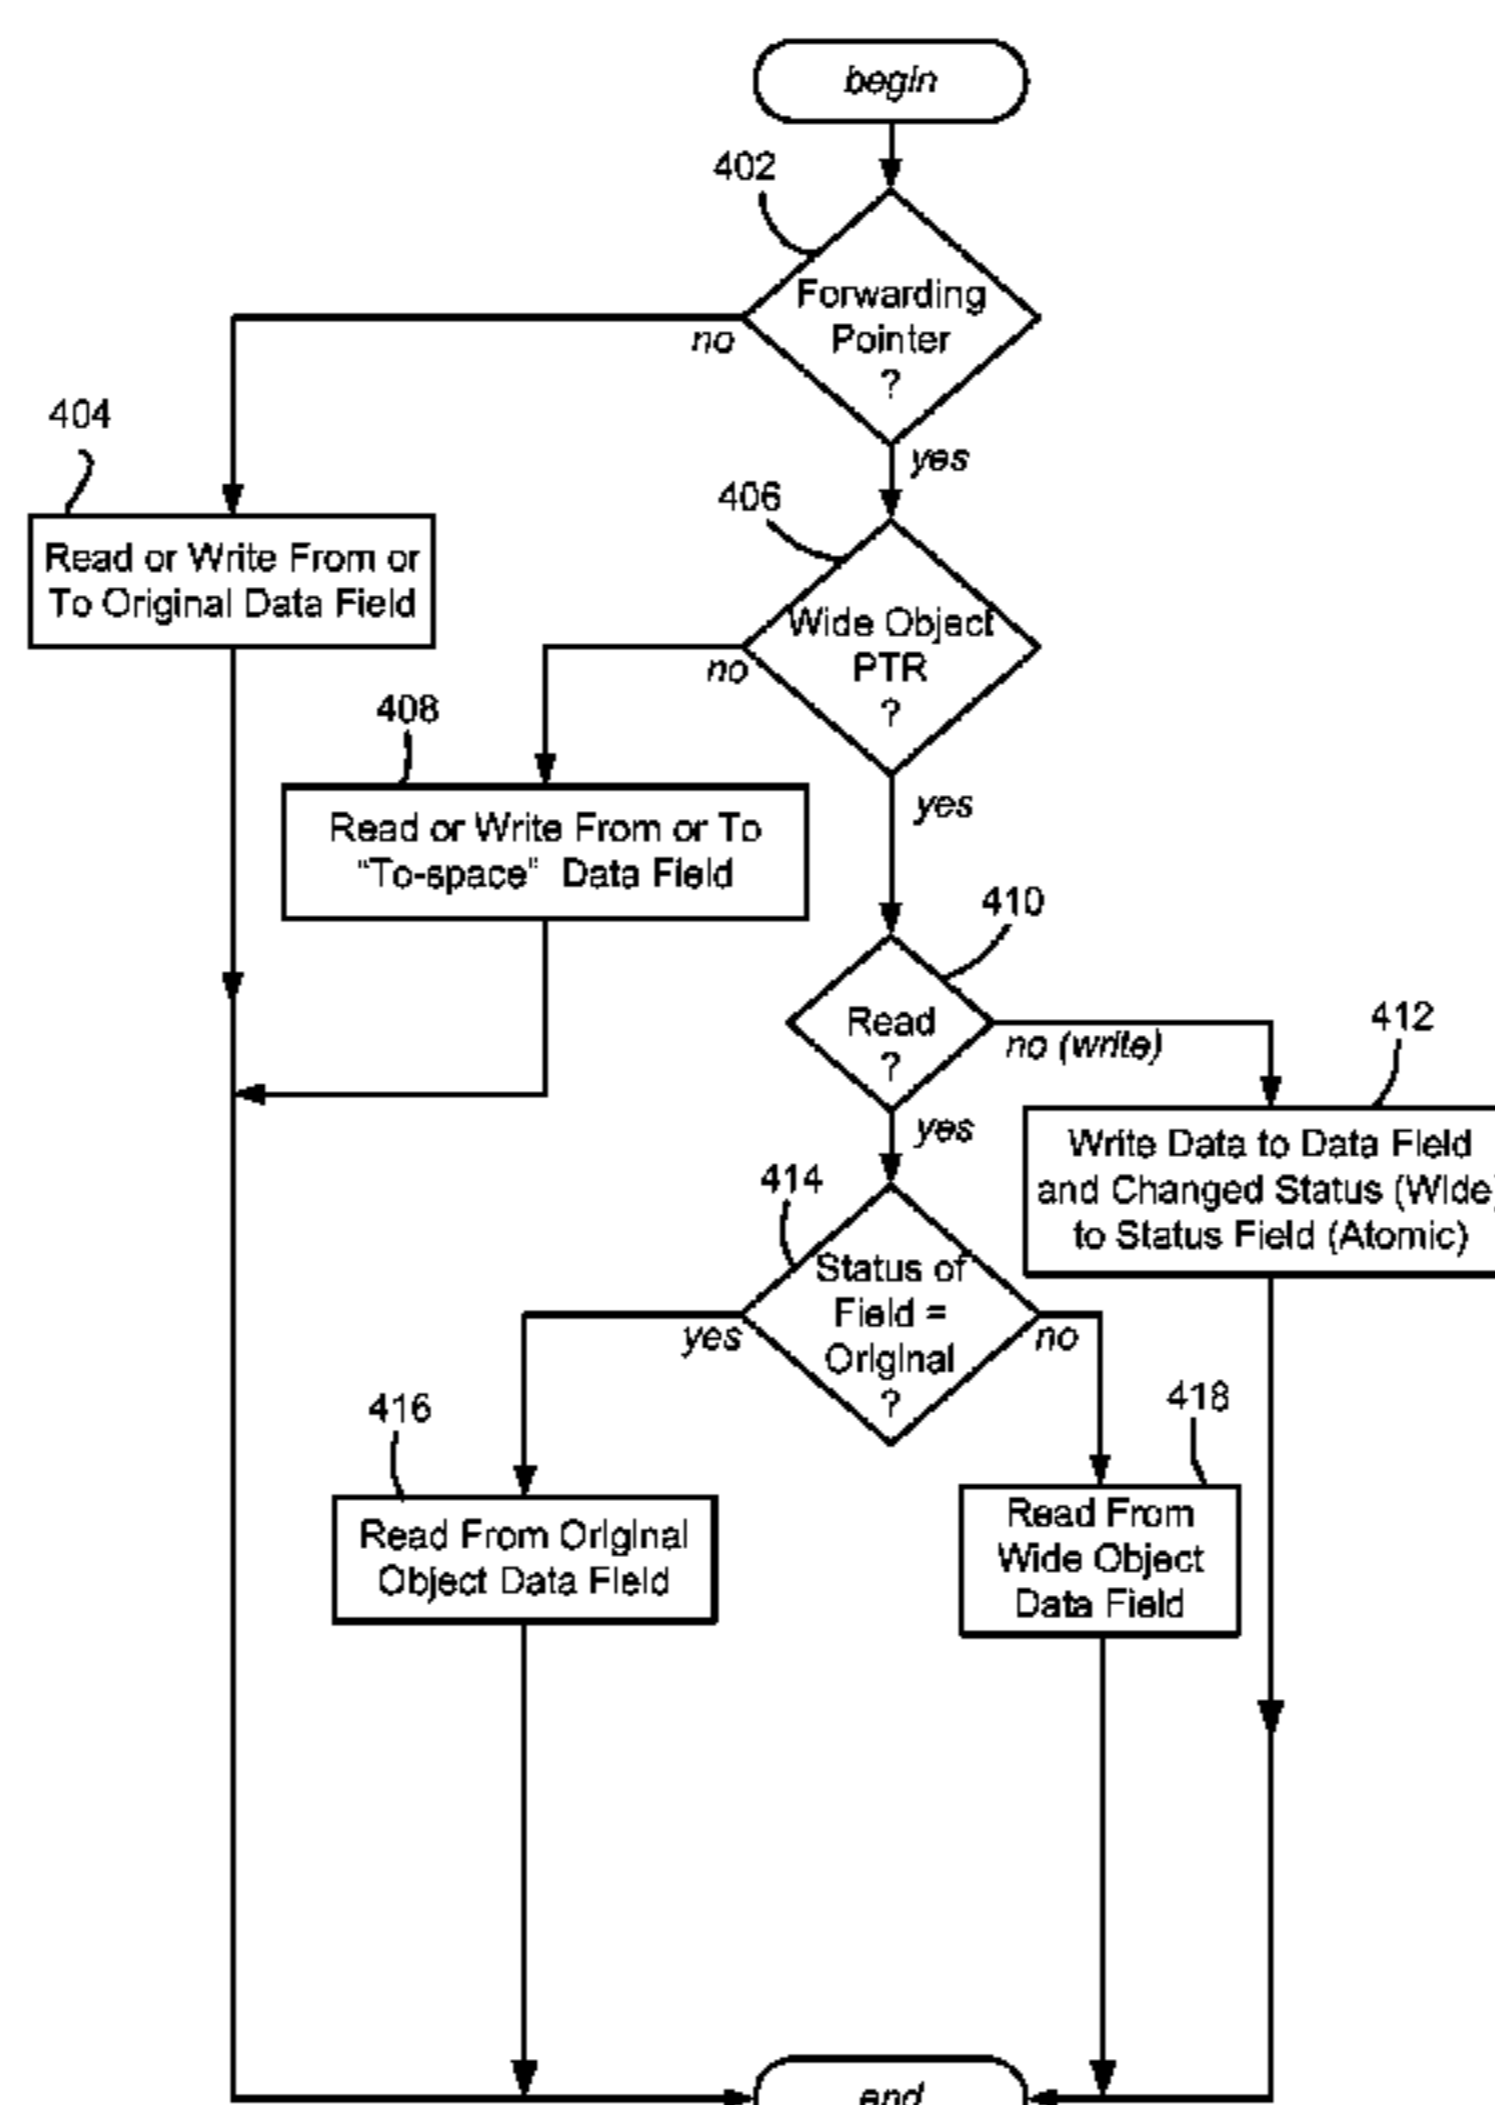 begin
402
Forwarding
Pointer
?
no
yes
404
Read or Write From or
To Original Data Field
406
Wide Object
PTR
?
no
yes
408
Read or Write From or To
“To-space” Data Field
410
Read
?
no (write)
yes
412
Write Data to Data Field
and Changed Status (Wide)
to Status Field (Atomic)
414
Status of
Field =
Original
?
yes
no
416
Read From Original
Object Data Field
418
Read From
Wide Object
Data Field
end